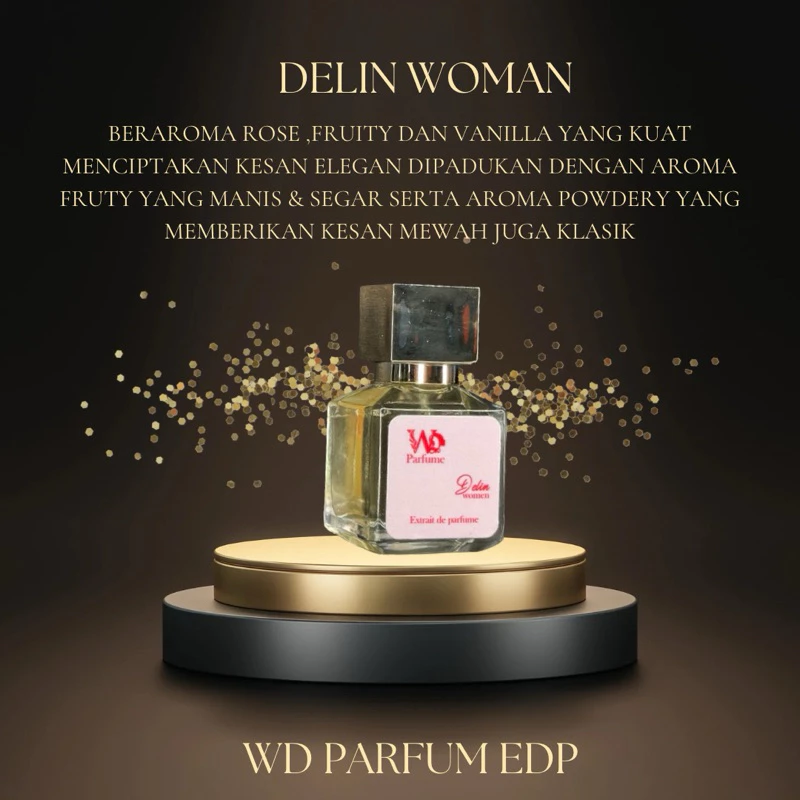 DELIN WOMAN
BERAROMA ROSE ,FRUITY DAN VANILLA YANG KUAT
MENCIPTAKAN KESAN ELEGAN DIPADUKAN DENGAN AROMA
FRUTY YANG MANIS & SEGAR SERTA AROMA POWDERY YANG
MEMBERIKAN KESAN MEWAH JUGA KLASIK
WD
Parfume
Delin
women
Extrait de parfume
WD PARFUM EDP